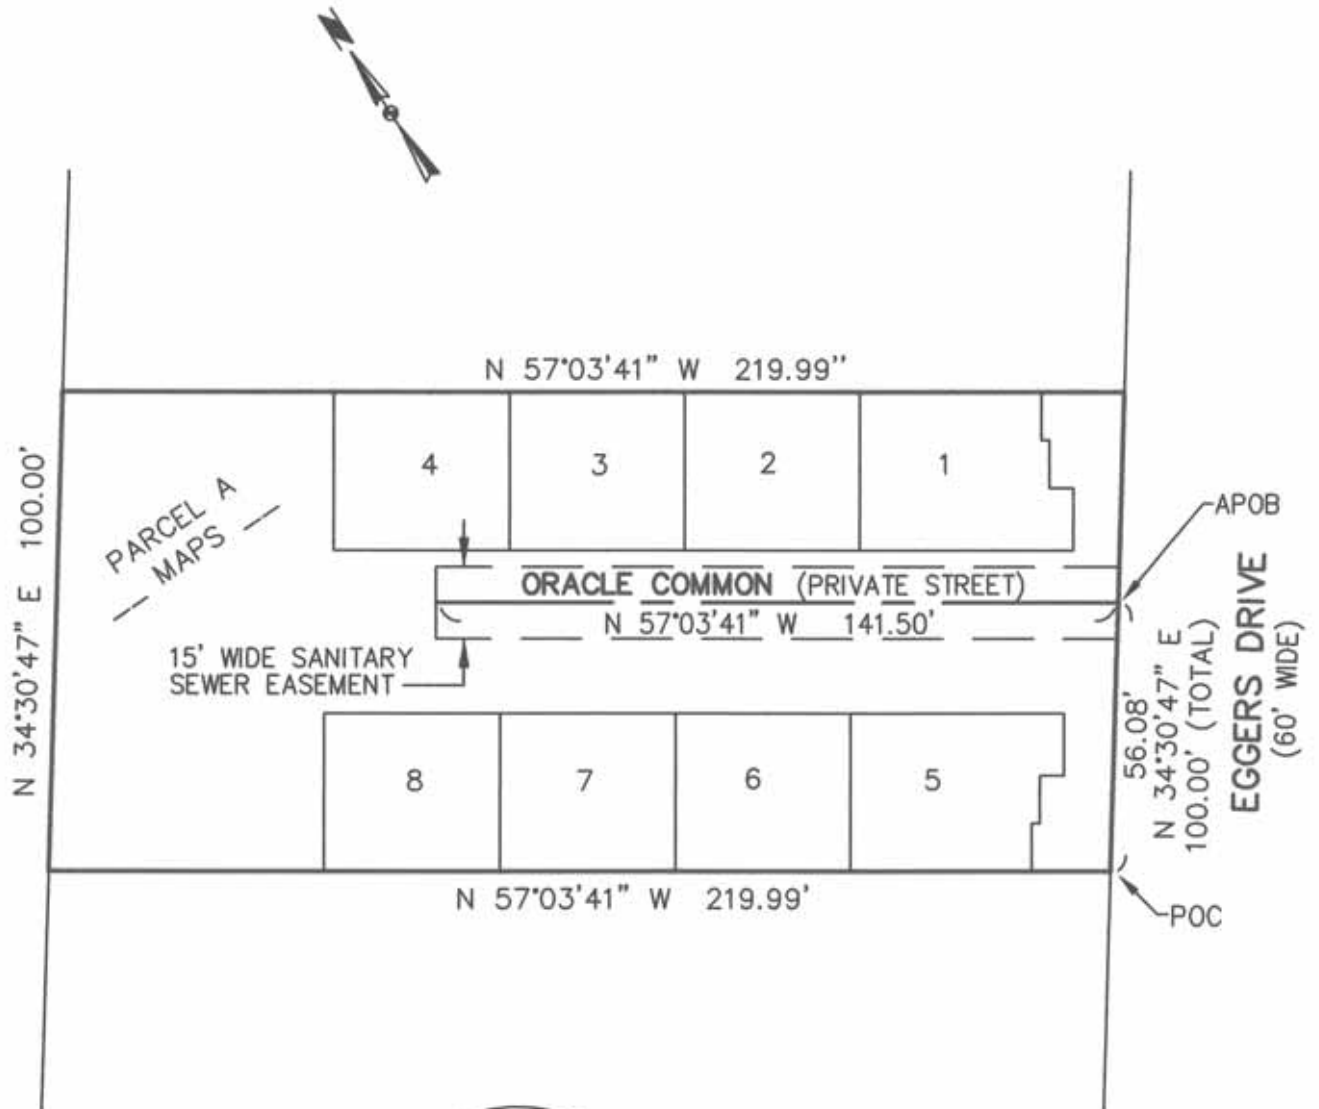 N 57°03'41" W 219.99"
4
3
2
1
PARCEL A
MAPS
N 34°30'47" E 100.00'
APOB
ORACLE COMMON (PRIVATE STREET)
N 57°03'41" W 141.50'
15' WIDE SANITARY
SEWER EASEMENT
56.08'
N 34°30'47" E
100.00' (TOTAL)
EGGERS DRIVE
(60' WIDE)
8
7
6
5
N 57°03'41" W 219.99'
POC